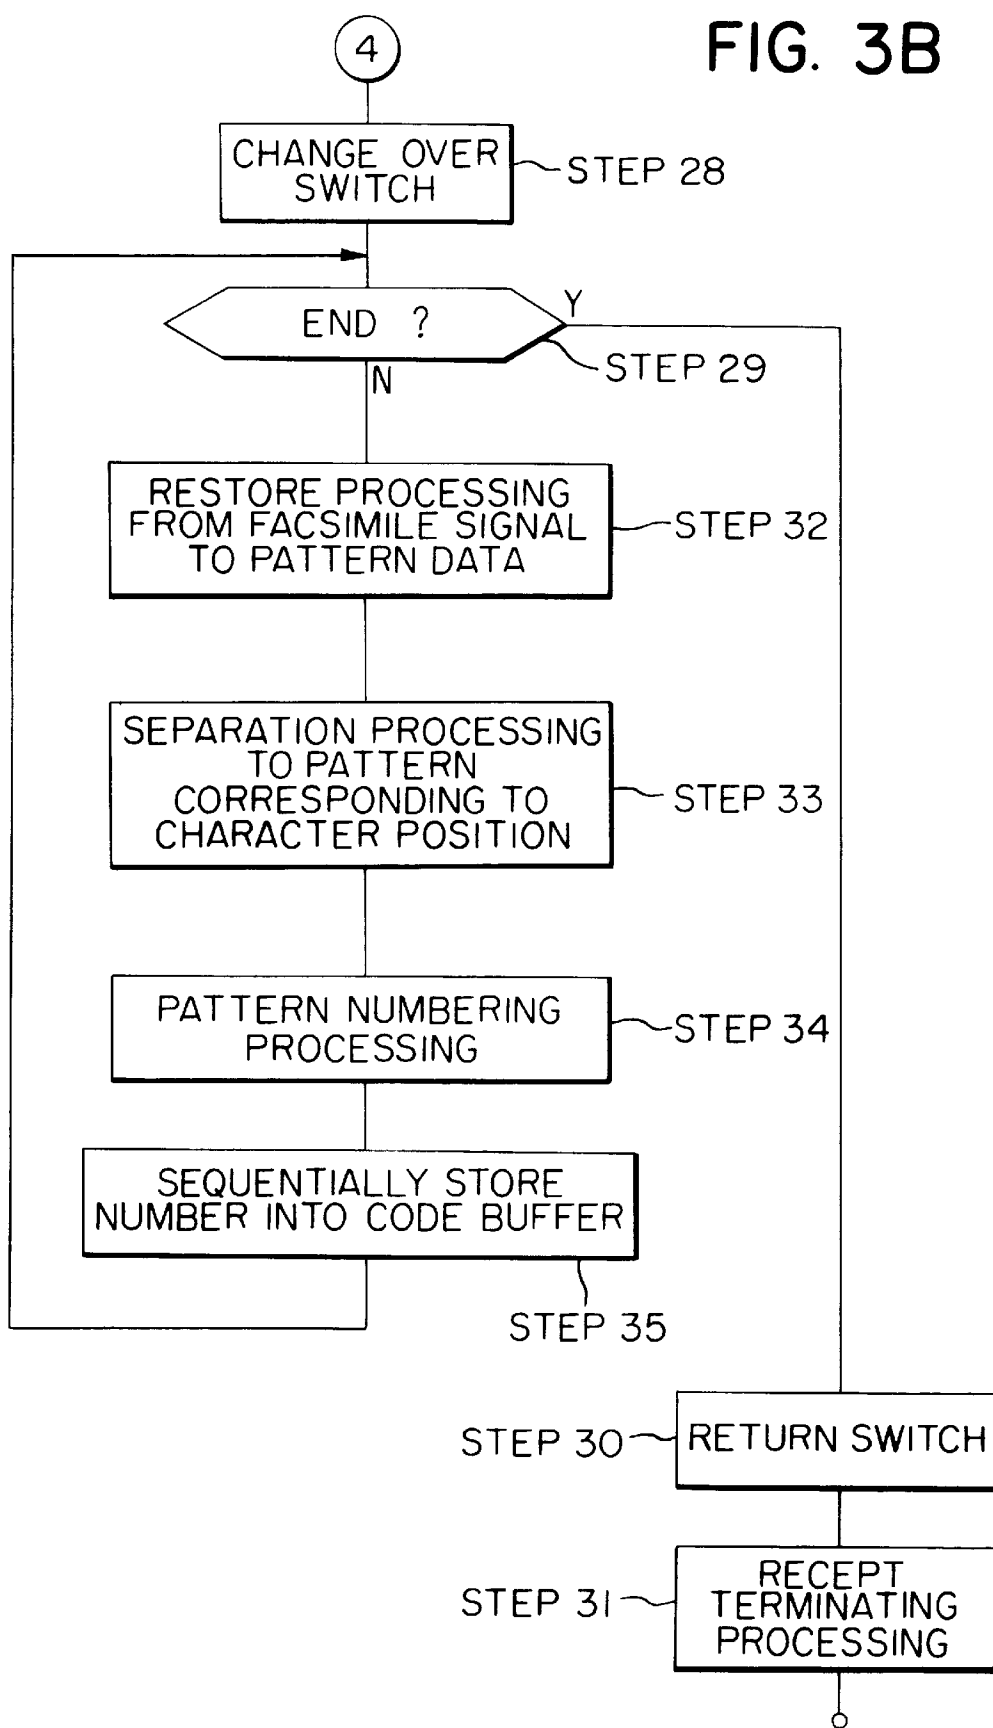 FIG. 3B
4
CHANGE OVER
SWITCH
STEP 28
END ?
Y
STEP 29
N
RESTORE PROCESSING
FROM FACSIMILE SIGNAL
TO PATTERN DATA
STEP 32
SEPARATION PROCESSING
TO PATTERN
CORRESPONDING TO
CHARACTER POSITION
STEP 33
PATTERN NUMBERING
PROCESSING
STEP 34
SEQUENTIALLY STORE
NUMBER INTO CODE BUFFER
STEP 35
STEP 30
RETURN SWITCH
STEP 31
RECEPT
TERMINATING
PROCESSING